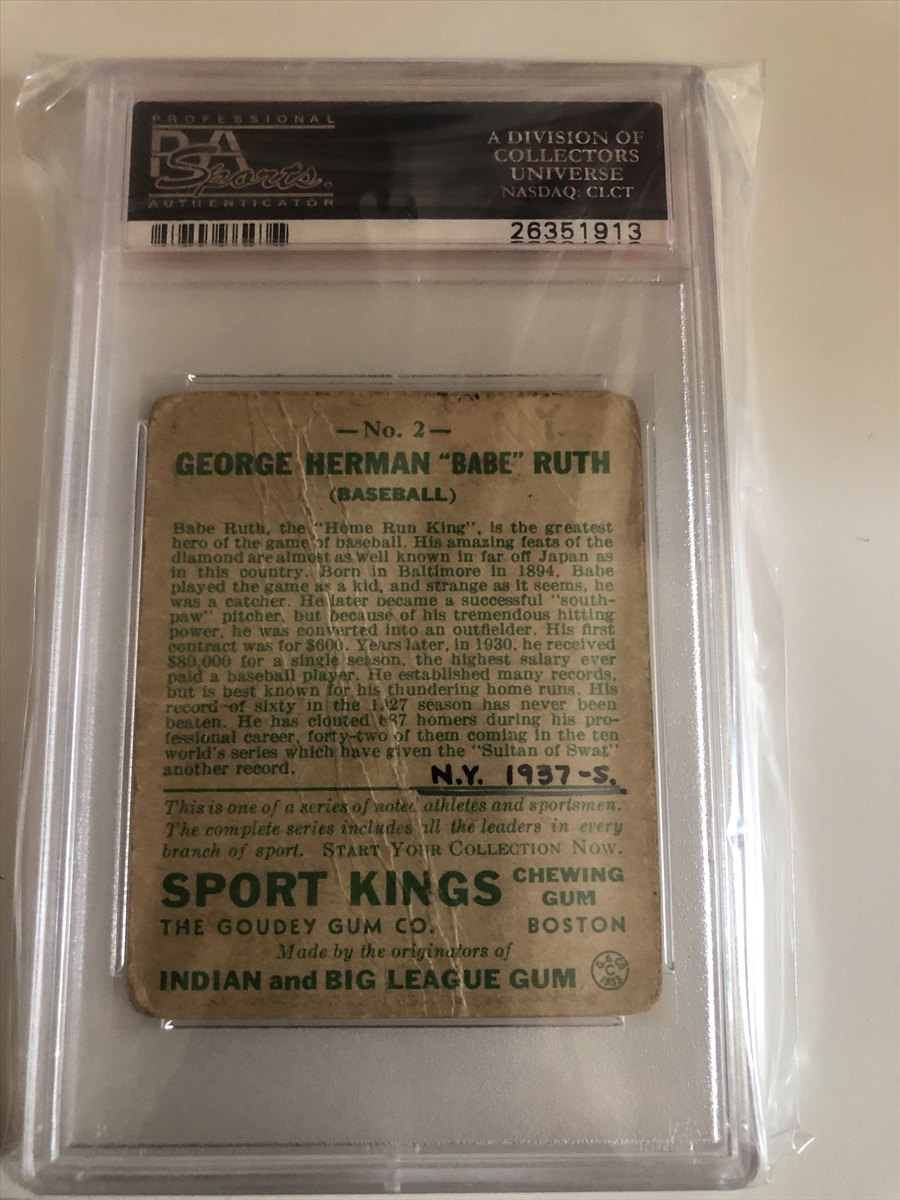 PROFESSIONAL
PSA
Sports.
AUTHENTICATOR
A DIVISION OF
COLLECTORS
UNIVERSE
NASDAQ: CLCT
26351913
—No. 2—
GEORGE HERMAN "BABE" RUTH
(BASEBALL)
Babe Ruth, the "Home Run King", is the greatest
hero of the game of baseball. His amazing feats of the
diamond are almost as well known in far off Japan as
in this country. Born in Baltimore in 1894, Babe
played the game as a kid, and strange as it seems, he
was a catcher. He later became a successful "south-
paw" pitcher, but because of his tremendous hitting
power, he was converted into an outfielder. His first
contract was for $600. Years later, in 1930, he received
$80,000 for a single season, the highest salary ever
paid a baseball player. He established many records,
but is best known for his thundering home runs. His
record of sixty in the 1927 season has never been
beaten. He has clouted 687 homers during his pro-
fessional career, forty-two of them coming in the ten
world's series which have given the "Sultan of Swat"
another record.
N.Y. 1937-S.
This is one of a series of noted athletes and sportsmen.
The complete series includes all the leaders in every
branch of sport. START YOUR COLLECTION NOW.
SPORT KINGS CHEWING GUM
THE GOUDEY GUM CO. BOSTON
Made by the originators of
INDIAN and BIG LEAGUE GUM
G. G. CO.
C
1933